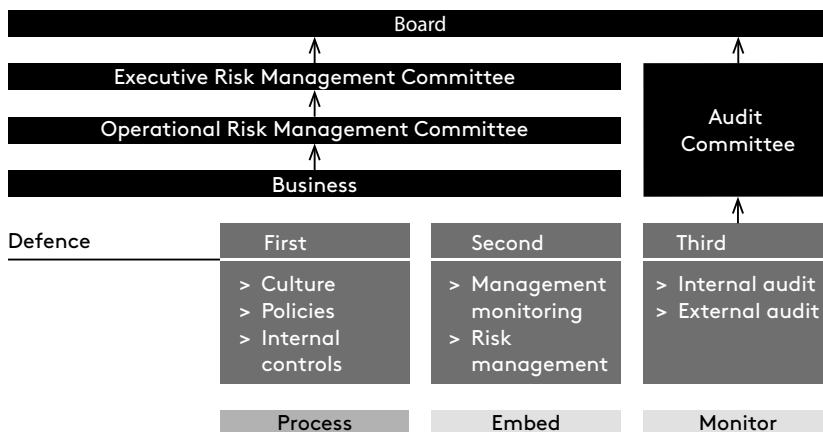 Board
Executive Risk Management Committee
Operational Risk Management Committee
Business
Audit
Committee
Defence
First
Second
Third
> Culture
> Policies
> Internal
controls
> Management
monitoring
> Risk
management
> Internal audit
> External audit
Process
Embed
Monitor